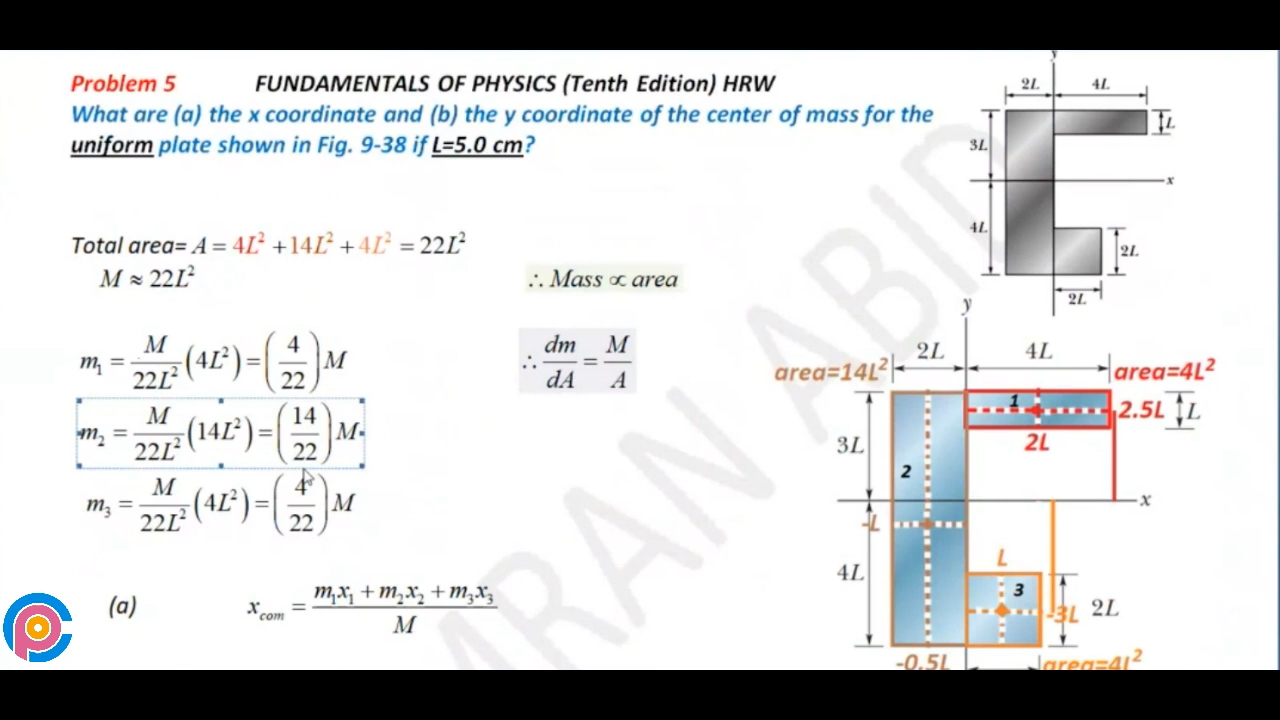 Problem 5 FUNDAMENTALS OF PHYSICS (Tenth Edition) HRW
What are (a) the x coordinate and (b) the y coordinate of the center of mass for the
uniform plate shown in Fig. 9-38 if L=5.0 cm?
y
2L 4L
L
3L
x
4L
2L
2L
Total area= A = 4L² +14L² + 4L² = 22L²
M ≈ 22L²
∴ Mass ∝ area
m₁ = M/22L² (4L²) = (4/22) M
∴ dm/dA = M/A
m₂ = M/22L² (14L²) = (14/22) M
m₃ = M/22L² (4L²) = (4/22) M
(a) x_com = (m₁x₁ + m₂x₂ + m₃x₃)/M
y
2L 4L
area=14L² area=4L²
1
2.5L L
2L
3L
2
x
-L
4L
L
3
-3L 2L
-0.5L area=4L²
ARAN ABID